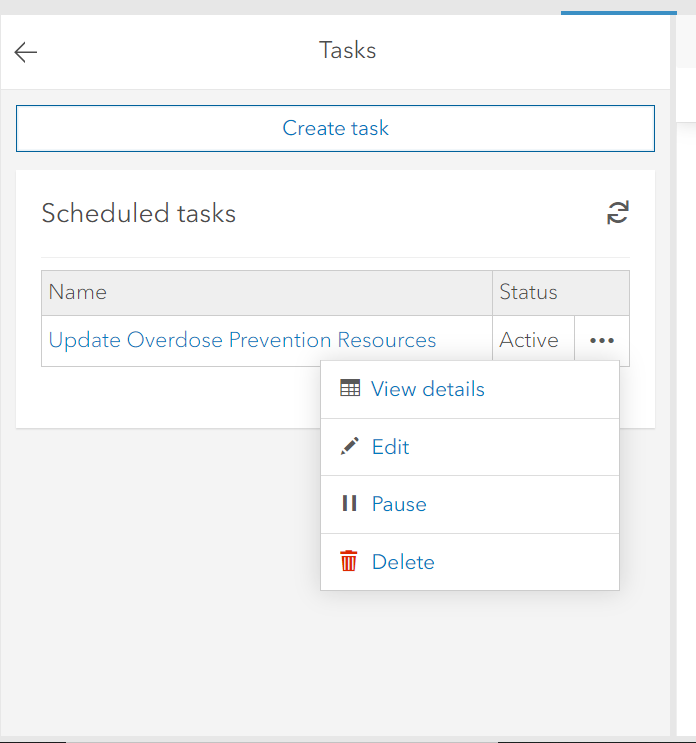 Tasks
Create task
Scheduled tasks
Name Status
Update Overdose Prevention Resources Active
View details
Edit
Pause
Delete